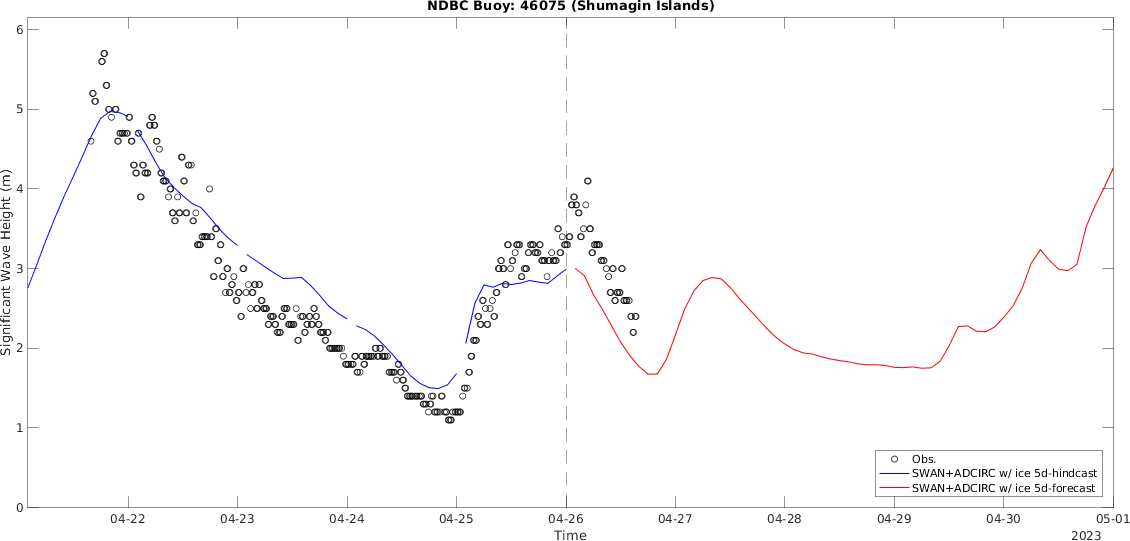 NDBC Buoy: 46075 (Shumagin Islands)
6
5
4
3
2
1
0
Significant Wave Height (m)
Obs.
SWAN+ADCIRC w/ ice 5d-hindcast
SWAN+ADCIRC w/ ice 5d-forecast
04-22 04-23 04-24 04-25 04-26 04-27 04-28 04-29 04-30 05-01
Time
2023